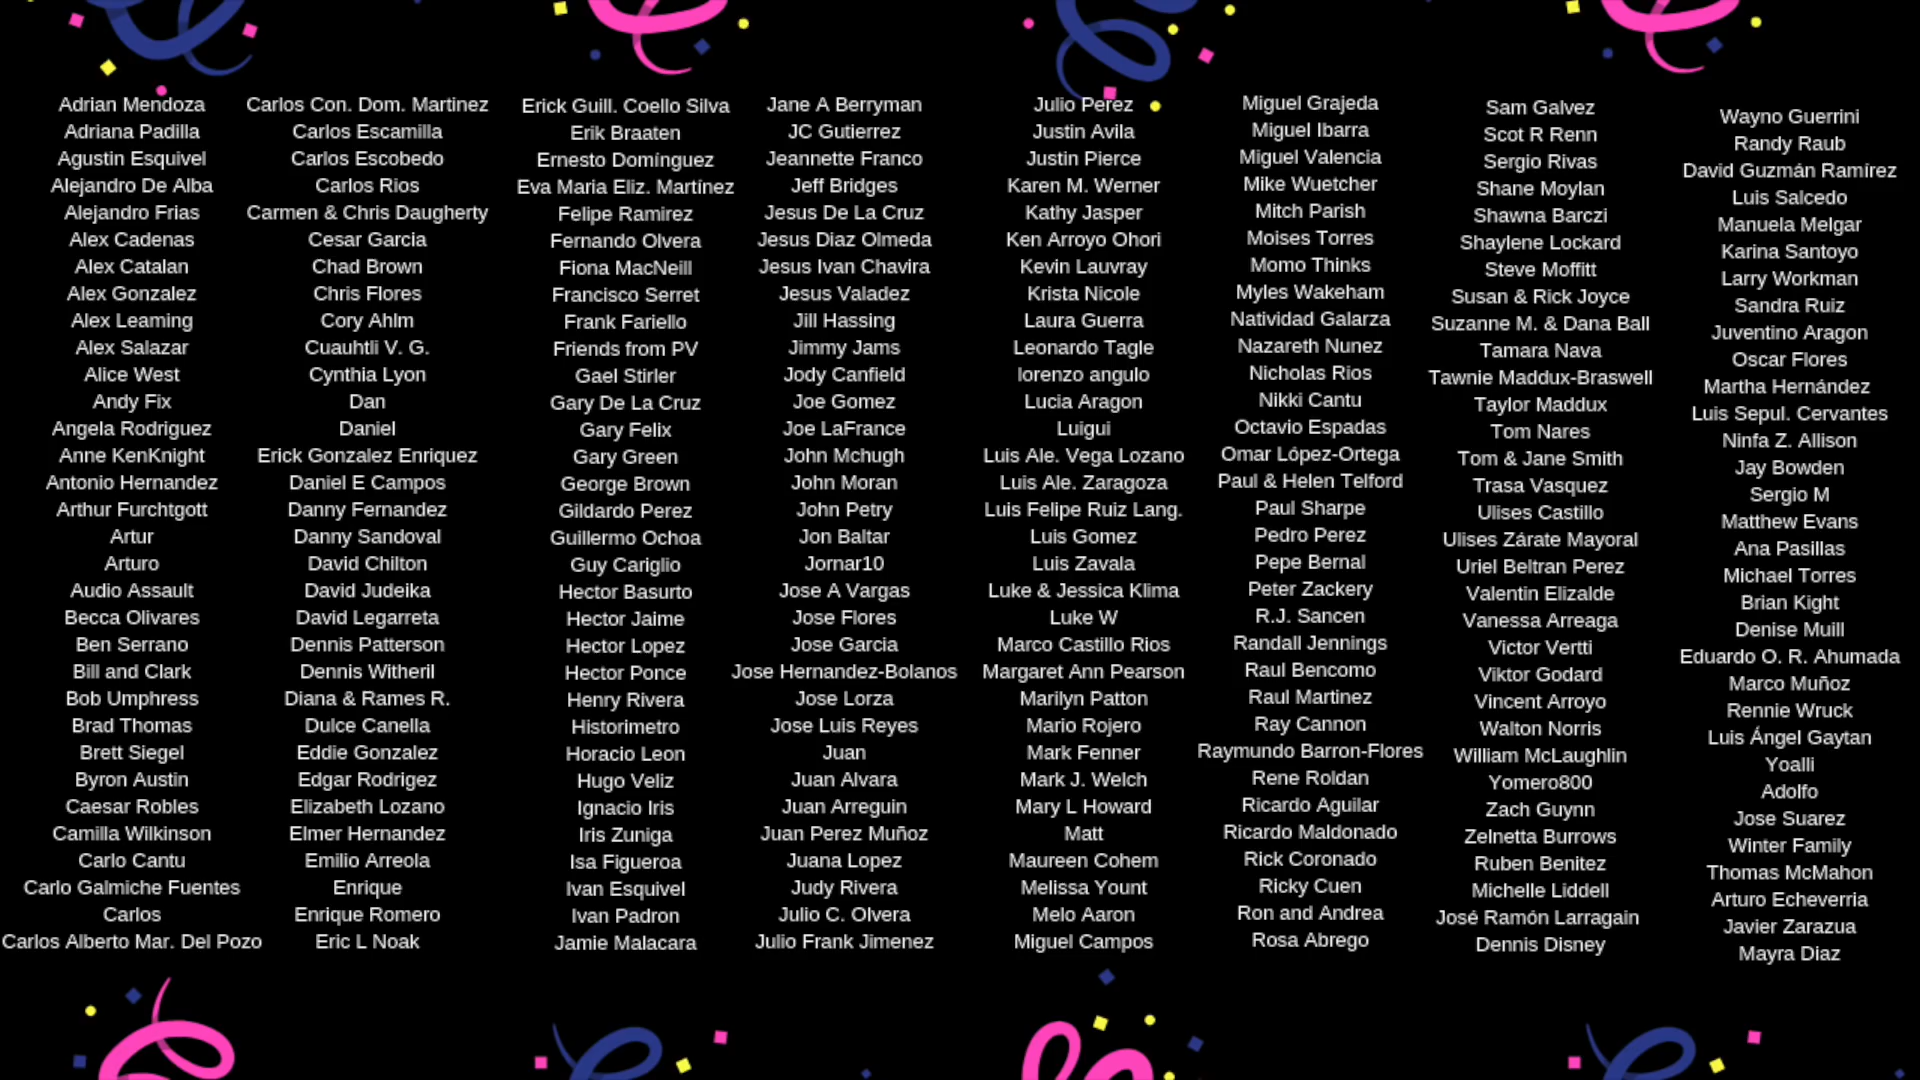 Adrian Mendoza
Adriana Padilla
Agustin Esquivel
Alejandro De Alba
Alejandro Frias
Alex Cadenas
Alex Catalan
Alex Gonzalez
Alex Leaming
Alex Salazar
Alice West
Andy Fix
Angela Rodriguez
Anne KenKnight
Antonio Hernandez
Arthur Furchtgott
Artur
Arturo
Audio Assault
Becca Olivares
Ben Serrano
Bill and Clark
Bob Umphress
Brad Thomas
Brett Siegel
Byron Austin
Caesar Robles
Camilla Wilkinson
Carlo Cantu
Carlo Galmiche Fuentes
Carlos
Carlos Alberto Mar. Del Pozo
Carlos Con. Dom. Martinez
Carlos Escamilla
Carlos Escobedo
Carlos Rios
Carmen & Chris Daugherty
Cesar Garcia
Chad Brown
Chris Flores
Cory Ahlm
Cuauhtli V. G.
Cynthia Lyon
Dan
Daniel
Erick Gonzalez Enriquez
Daniel E Campos
Danny Fernandez
Danny Sandoval
David Chilton
David Judeika
David Legarreta
Dennis Patterson
Dennis Witheril
Diana & Rames R.
Dulce Canella
Eddie Gonzalez
Edgar Rodrigez
Elizabeth Lozano
Elmer Hernandez
Emilio Arreola
Enrique
Enrique Romero
Eric L Noak
Erick Guill. Coello Silva
Erik Braaten
Ernesto Domínguez
Eva Maria Eliz. Martínez
Felipe Ramirez
Fernando Olvera
Fiona MacNeill
Francisco Serret
Frank Fariello
Friends from PV
Gael Stirler
Gary De La Cruz
Gary Felix
Gary Green
George Brown
Gildardo Perez
Guillermo Ochoa
Guy Cariglio
Hector Basurto
Hector Jaime
Hector Lopez
Hector Ponce
Henry Rivera
Historimetro
Horacio Leon
Hugo Veliz
Ignacio Iris
Iris Zuniga
Isa Figueroa
Ivan Esquivel
Ivan Padron
Jamie Malacara
Jane A Berryman
JC Gutierrez
Jeannette Franco
Jeff Bridges
Jesus De La Cruz
Jesus Diaz Olmeda
Jesus Ivan Chavira
Jesus Valadez
Jill Hassing
Jimmy Jams
Jody Canfield
Joe Gomez
Joe LaFrance
John Mchugh
John Moran
John Petry
Jon Baltar
Jornar10
Jose A Vargas
Jose Flores
Jose Garcia
Jose Hernandez-Bolanos
Jose Lorza
Jose Luis Reyes
Juan
Juan Alvara
Juan Arreguin
Juan Perez Muñoz
Juana Lopez
Judy Rivera
Julio C. Olvera
Julio Frank Jimenez
Julio Perez
Justin Avila
Justin Pierce
Karen M. Werner
Kathy Jasper
Ken Arroyo Ohori
Kevin Lauvray
Krista Nicole
Laura Guerra
Leonardo Tagle
lorenzo angulo
Lucia Aragon
Luigui
Luis Ale. Vega Lozano
Luis Ale. Zaragoza
Luis Felipe Ruiz Lang.
Luis Gomez
Luis Zavala
Luke & Jessica Klima
Luke W
Marco Castillo Rios
Margaret Ann Pearson
Marilyn Patton
Mario Rojero
Mark Fenner
Mark J. Welch
Mary L Howard
Matt
Maureen Cohem
Melissa Yount
Melo Aaron
Miguel Campos
Miguel Grajeda
Miguel Ibarra
Miguel Valencia
Mike Wuetcher
Mitch Parish
Moises Torres
Momo Thinks
Myles Wakeham
Natividad Galarza
Nazareth Nunez
Nicholas Rios
Nikki Cantu
Octavio Espadas
Omar López-Ortega
Paul & Helen Telford
Paul Sharpe
Pedro Perez
Pepe Bernal
Peter Zackery
R.J. Sancen
Randall Jennings
Raul Bencomo
Raul Martinez
Ray Cannon
Raymundo Barron-Flores
Rene Roldan
Ricardo Aguilar
Ricardo Maldonado
Rick Coronado
Ricky Cuen
Ron and Andrea
Rosa Abrego
Sam Galvez
Scot R Renn
Sergio Rivas
Shane Moylan
Shawna Barczi
Shaylene Lockard
Steve Moffitt
Susan & Rick Joyce
Suzanne M. & Dana Ball
Tamara Nava
Tawnie Maddux-Braswell
Taylor Maddux
Tom Nares
Tom & Jane Smith
Trasa Vasquez
Ulises Castillo
Ulises Zárate Mayoral
Uriel Beltran Perez
Valentin Elizalde
Vanessa Arreaga
Victor Vertti
Viktor Godard
Vincent Arroyo
Walton Norris
William McLaughlin
Yomero800
Zach Guynn
Zelnetta Burrows
Ruben Benitez
Michelle Liddell
José Ramón Larragain
Dennis Disney
Wayno Guerrini
Randy Raub
David Guzmán Ramírez
Luis Salcedo
Manuela Melgar
Karina Santoyo
Larry Workman
Sandra Ruiz
Juventino Aragon
Oscar Flores
Martha Hernández
Luis Sepul. Cervantes
Ninfa Z. Allison
Jay Bowden
Sergio M
Matthew Evans
Ana Pasillas
Michael Torres
Brian Kight
Denise Muill
Eduardo O. R. Ahumada
Marco Muñoz
Rennie Wruck
Luis Ángel Gaytan
Yoalli
Adolfo
Jose Suarez
Winter Family
Thomas McMahon
Arturo Echeverria
Javier Zarazua
Mayra Diaz